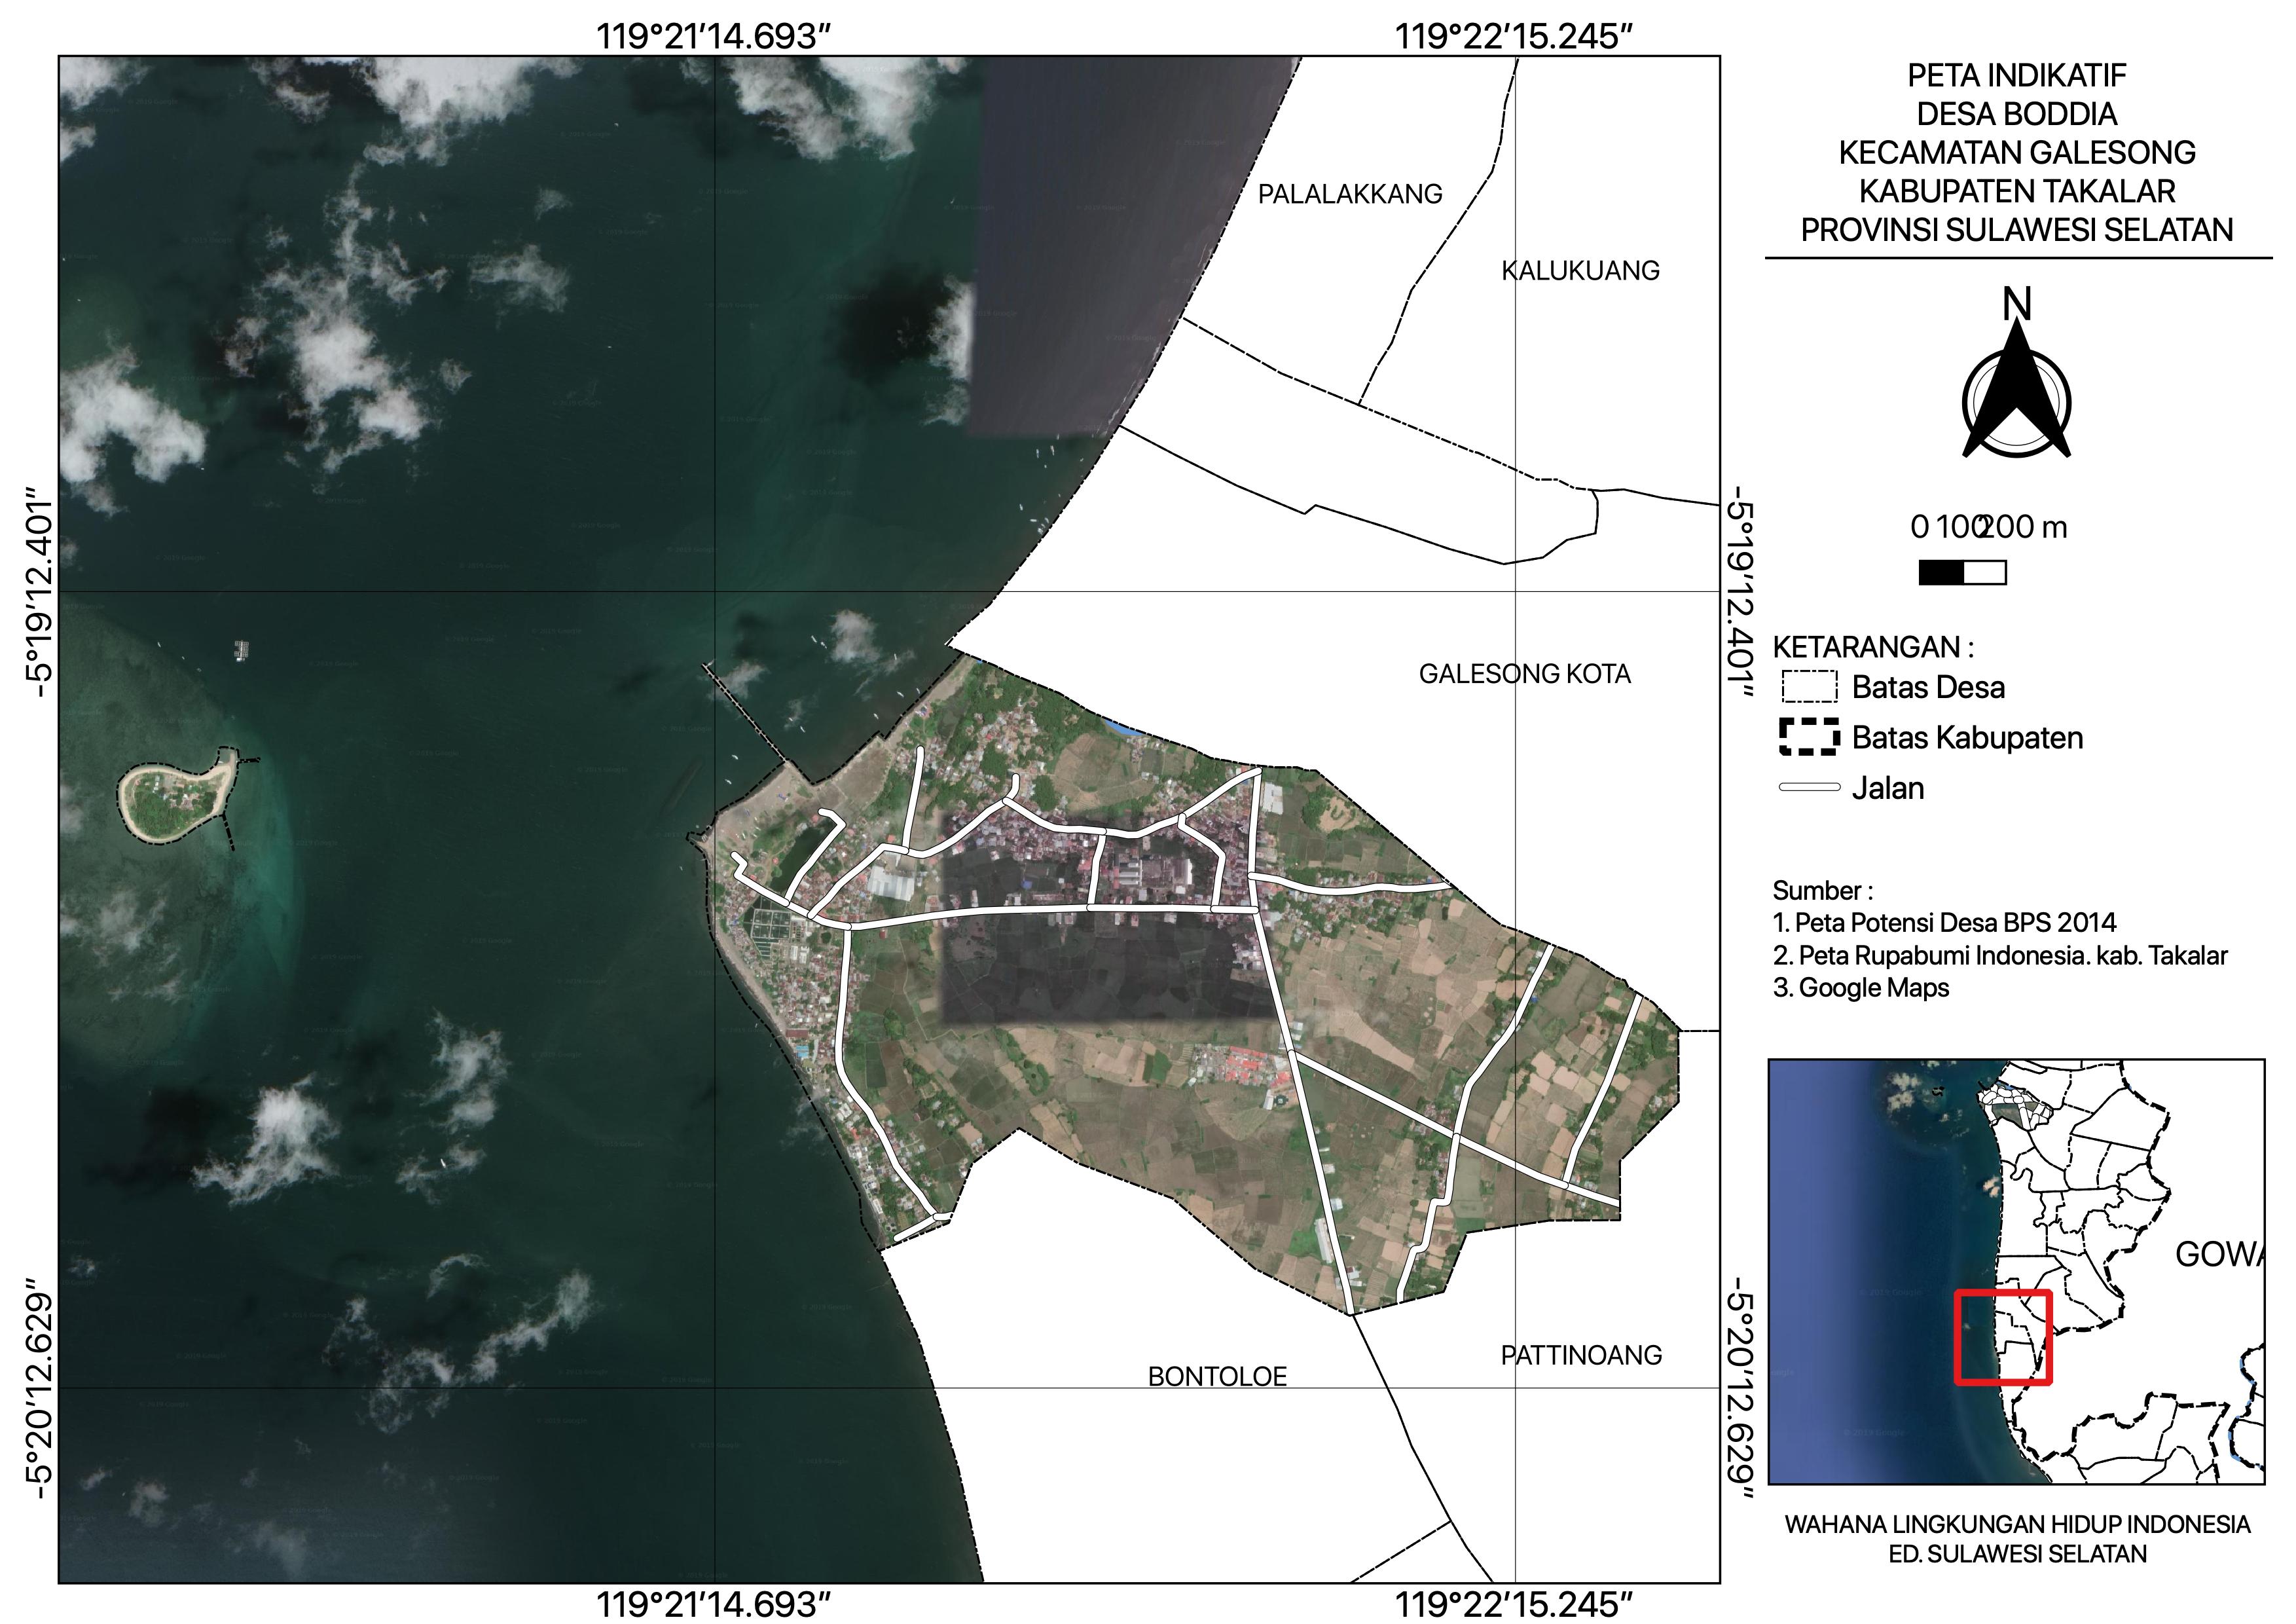 119°21'14.693"
119°22'15.245"
-5°19'12.401"
-5°20'12.629"
PALALAKKANG
KALUKUANG
GALESONG KOTA
BONTOLOE
PATTINOANG
-5°19'12.401"
-5°20'12.629"
119°21'14.693"
119°22'15.245"
PETA INDIKATIF
DESA BODDIA
KECAMATAN GALESONG
KABUPATEN TAKALAR
PROVINSI SULAWESI SELATAN
N
0 100 200 m
KETARANGAN :
Batas Desa
Batas Kabupaten
Jalan
Sumber :
1. Peta Potensi Desa BPS 2014
2. Peta Rupabumi Indonesia. kab. Takalar
3. Google Maps
GOWA
WAHANA LINGKUNGAN HIDUP INDONESIA
ED. SULAWESI SELATAN